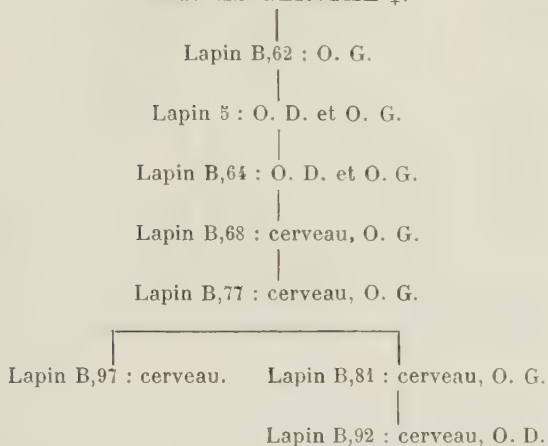 Lapin B,62 : O. G.
Lapin 5 : O. D. et O. G.
Lapin B,64 : O. D. et O. G.
Lapin B,68 : cerveau, O. G.
Lapin B,77 : cerveau, O. G.
Lapin B,97 : cerveau. Lapin B,81 : cerveau, O. G.
Lapin B,92 : cerveau, O. D.